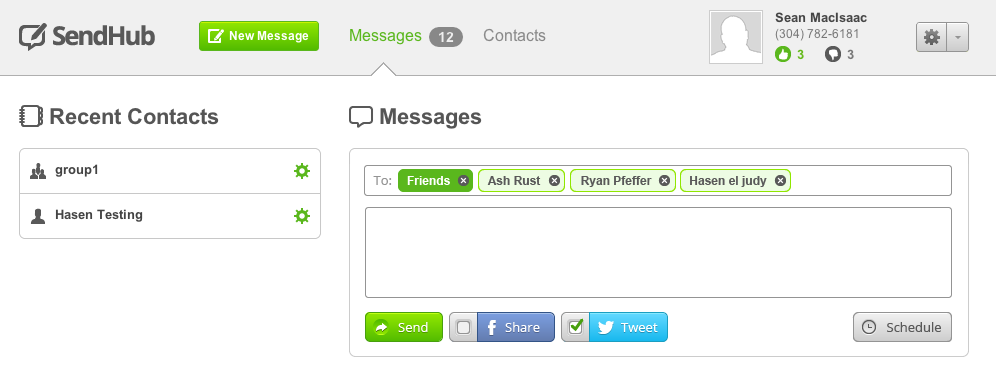 SendHub
New Message
Messages 12
Contacts
Sean MacIsaac
(304) 782-6181
3 3
Recent Contacts
group1
Hasen Testing
Messages
To: Friends Ash Rust Ryan Pfeffer Hasen el judy
Send Share Tweet Schedule